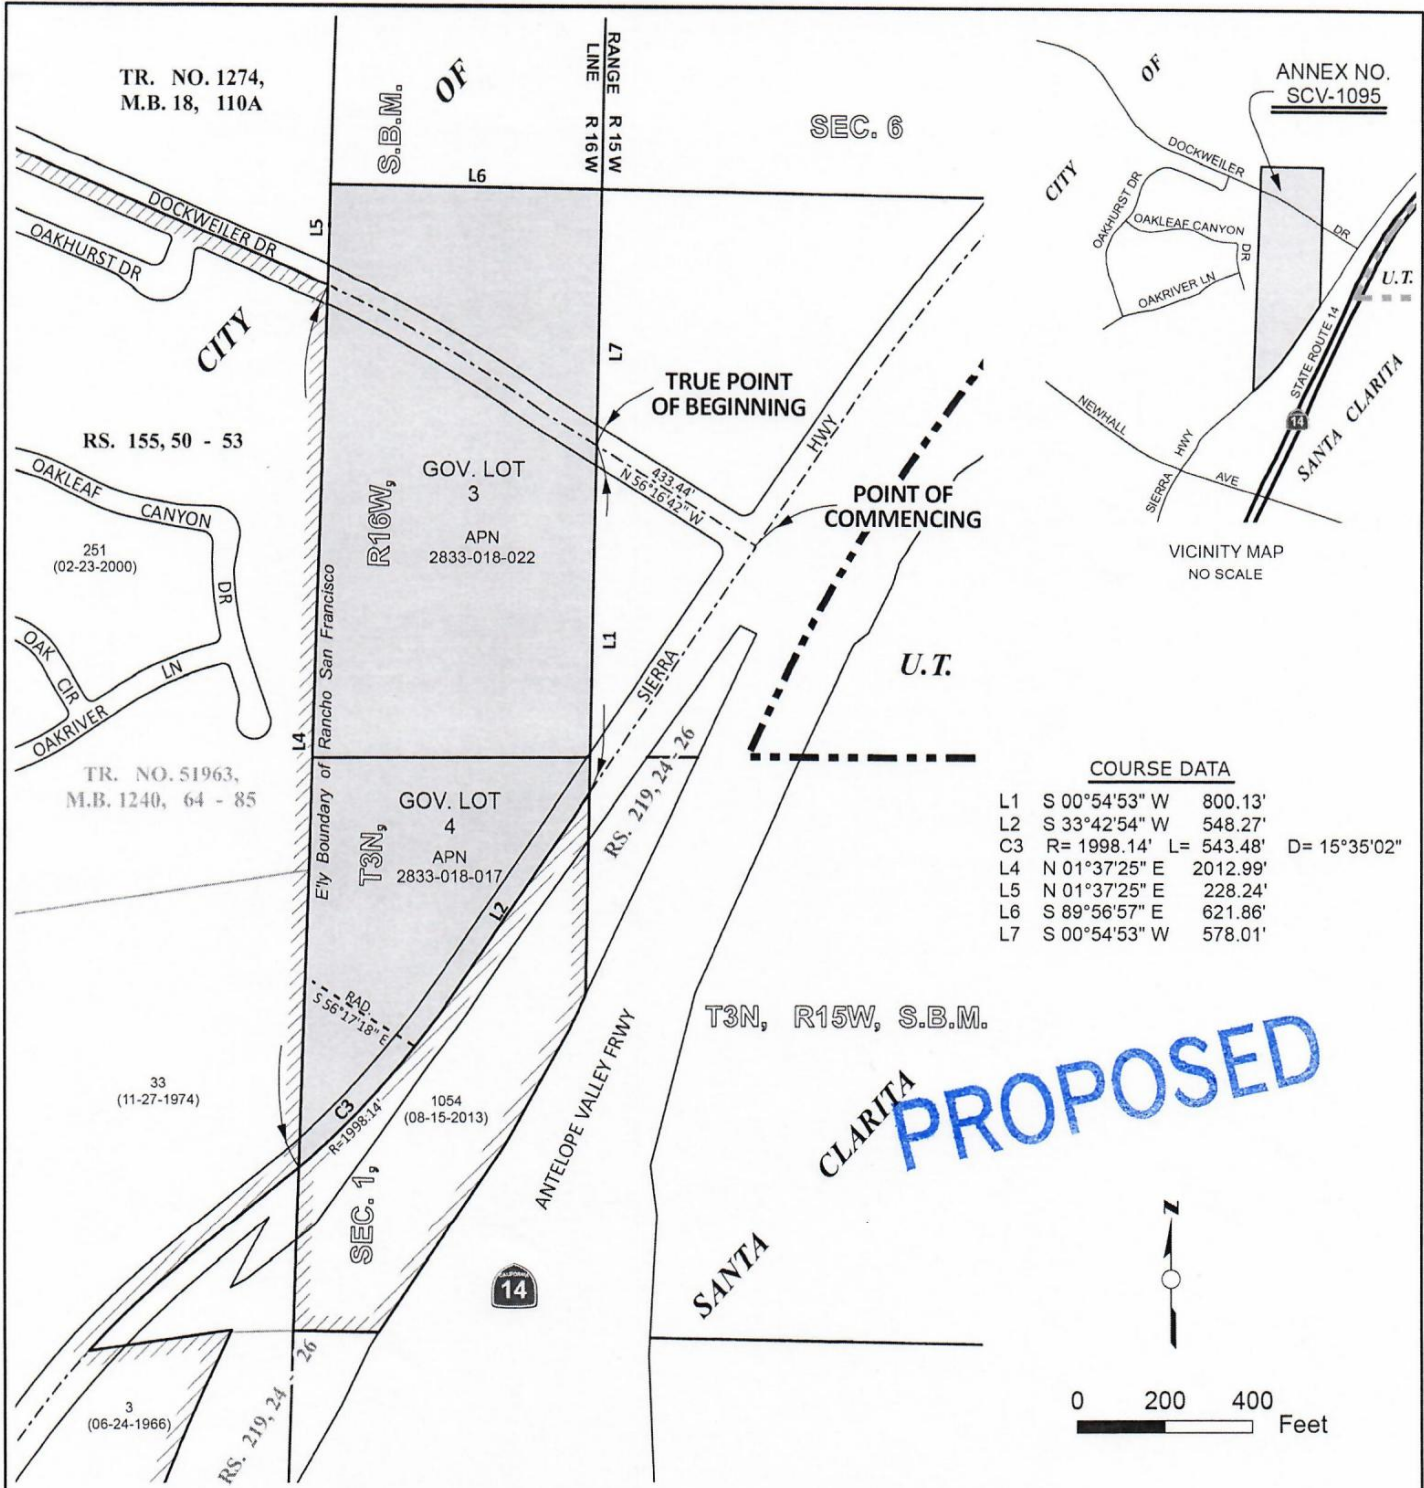 TR. NO. 1274,
M.B. 18, 110A
S.B.M.
OF
RANGE R 15 W
LINE R 16 W
SEC. 6
L6
L5
DOCKWEILER DR
OAKHURST DR
CITY
L7
TRUE POINT
OF BEGINNING
HWY
RS. 155, 50 - 53
GOV. LOT
3
APN
2833-018-022
R16W,
433.44'
N 56°16'42" W
POINT OF
COMMENCING
OAKLEAF
CANYON
DR
251
(02-23-2000)
OAK
CIR
OAKRIVER
LN
E'ly Boundary of Rancho San Francisco
L1
SIERRA
U.T.
L4
TR. NO. 51963,
M.B. 1240, 64 - 85
GOV. LOT
4
APN
2833-018-017
T3N,
RS. 219, 24 - 26
L2
RAD.
S 56°17'18" E
33
(11-27-1974)
C3
R=1998.14'
1054
(08-15-2013)
SEC. 1,
ANTELOPE VALLEY FRWY
CALIFORNIA
14
3
(06-24-1966)
RS. 219, 24 - 26
T3N, R15W, S.B.M.
CLARITA
SANTA
PROPOSED
ANNEX NO.
SCV-1095
OF
CITY
DOCKWEILER
DR
OAKHURST DR
OAKLEAF CANYON
DR
OAKRIVER LN
U.T.
STATE ROUTE 14
14
SANTA CLARITA
NEWHALL
AVE
SIERRA
HWY
VICINITY MAP
NO SCALE
COURSE DATA
L1 S 00°54'53" W 800.13'
L2 S 33°42'54" W 548.27'
C3 R= 1998.14' L= 543.48' D= 15°35'02"
L4 N 01°37'25" E 2012.99'
L5 N 01°37'25" E 228.24'
L6 S 89°56'57" E 621.86'
L7 S 00°54'53" W 578.01'
N
0 200 400
Feet